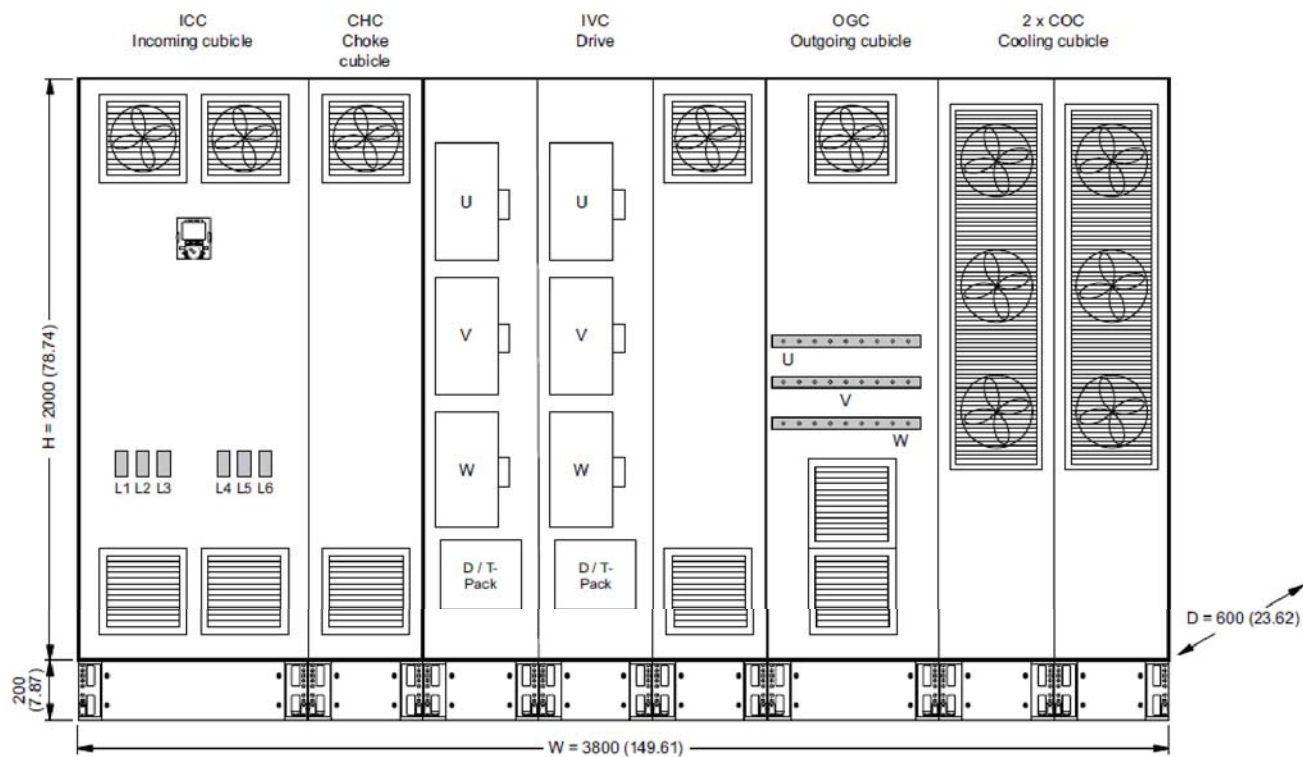 ICC
Incoming cubicle
CHC
Choke
cubicle
IVC
Drive
OGC
Outgoing cubicle
2 x COC
Cooling cubicle
H = 2000 (78.74)
U
U
V
V
W
W
U
V
W
L1 L2 L3
L4 L5 L6
D / T-
Pack
D / T-
Pack
D = 600 (23.62)
200
(7.87)
W = 3800 (149.61)